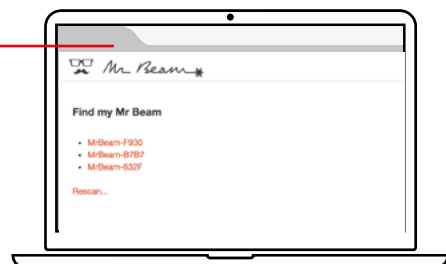 Mr Beam
Find my Mr Beam
• MrBeam-F930
• MrBeam-B7B7
• MrBeam-832F
Rescan...